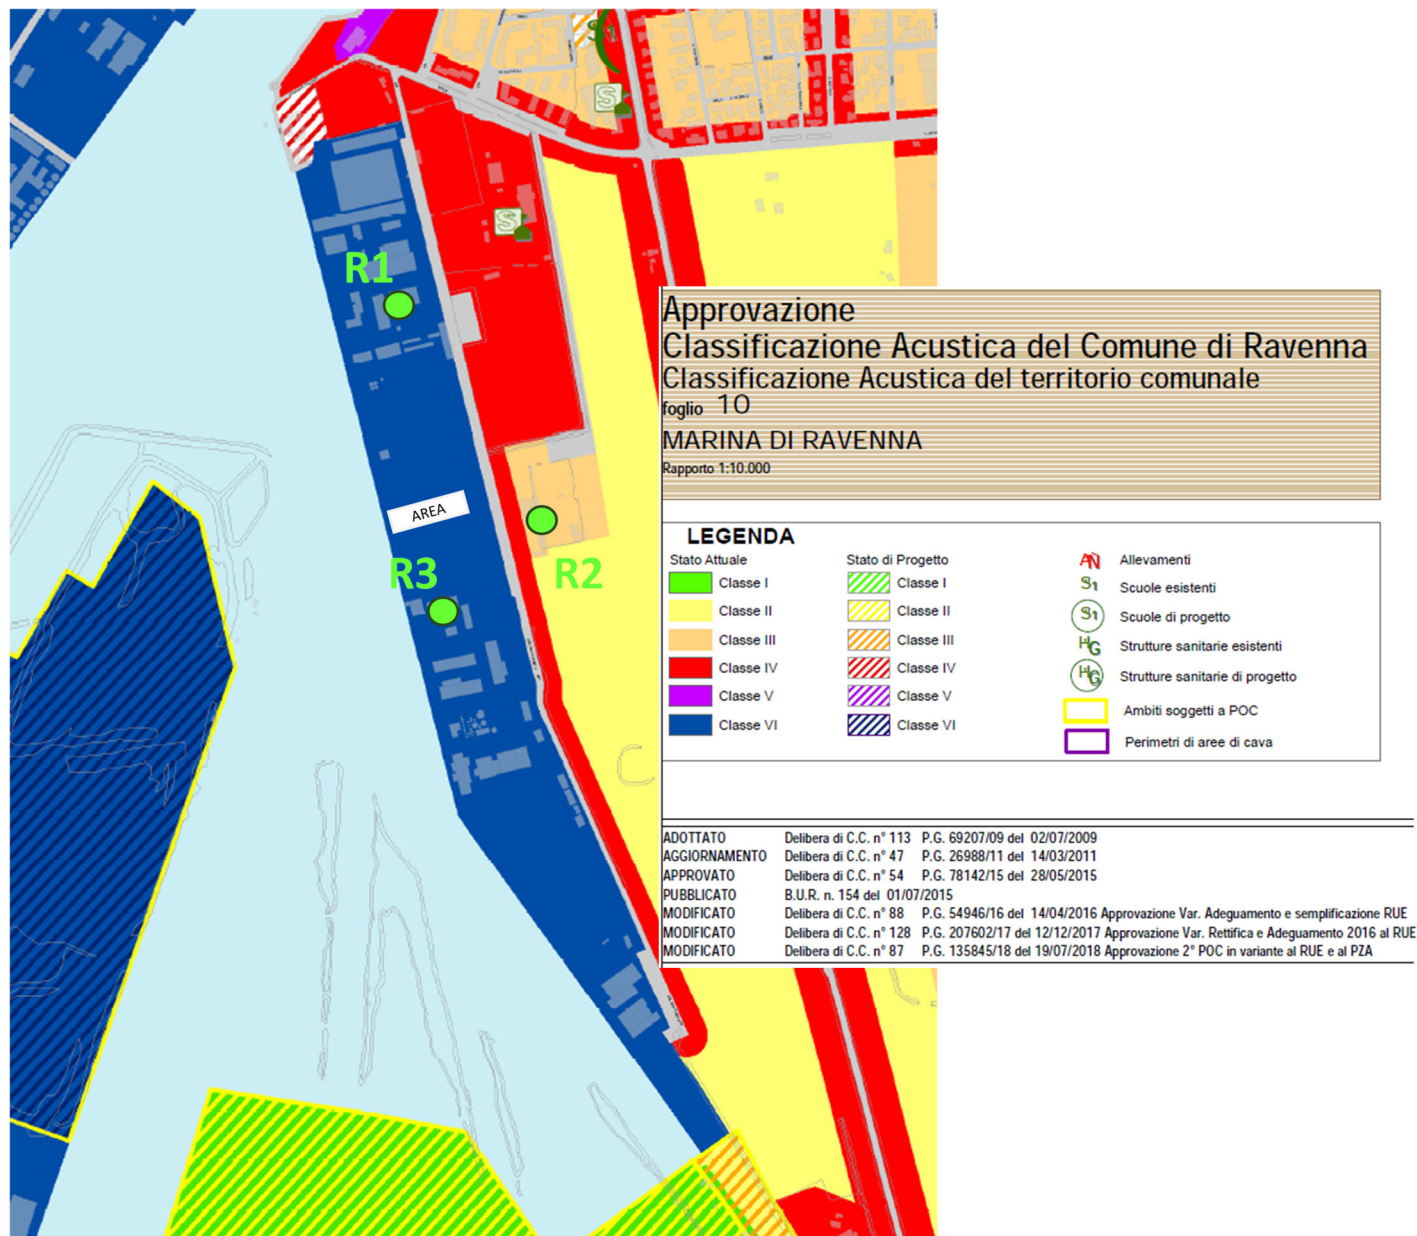 S1
S
S
R1
AREA
R3
R2
Approvazione
Classificazione Acustica del Comune di Ravenna
Classificazione Acustica del territorio comunale
foglio 10
MARINA DI RAVENNA
Rapporto 1:10.000
LEGENDA
Stato Attuale
Classe I
Classe II
Classe III
Classe IV
Classe V
Classe VI
Stato di Progetto
Classe I
Classe II
Classe III
Classe IV
Classe V
Classe VI
Allevamenti
S1 Scuole esistenti
S1 Scuole di progetto
HG Strutture sanitarie esistenti
HG Strutture sanitarie di progetto
Ambiti soggetti a POC
Perimetri di aree di cava
ADOTTATO Delibera di C.C. n° 113 P.G. 69207/09 del 02/07/2009
AGGIORNAMENTO Delibera di C.C. n° 47 P.G. 26988/11 del 14/03/2011
APPROVATO Delibera di C.C. n° 54 P.G. 78142/15 del 28/05/2015
PUBBLICATO B.U.R. n. 154 del 01/07/2015
MODIFICATO Delibera di C.C. n° 88 P.G. 54946/16 del 14/04/2016 Approvazione Var. Adeguamento e semplificazione RUE
MODIFICATO Delibera di C.C. n° 128 P.G. 207602/17 del 12/12/2017 Approvazione Var. Rettifica e Adeguamento 2016 al RUE
MODIFICATO Delibera di C.C. n° 87 P.G. 135845/18 del 19/07/2018 Approvazione 2° POC in variante al RUE e al PZA